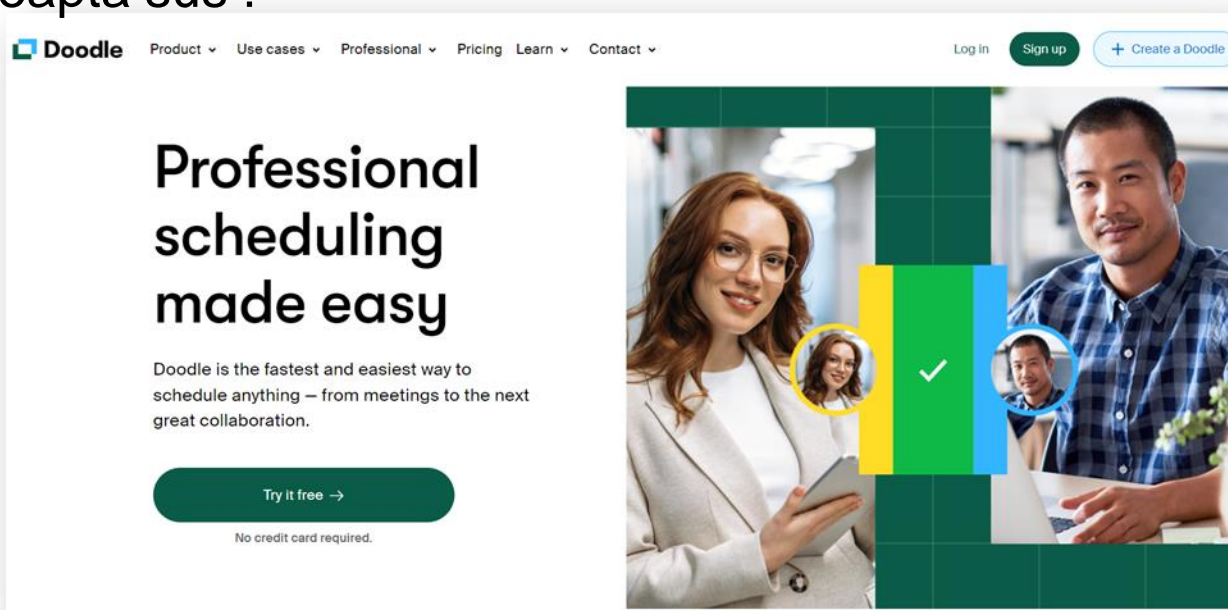 Doodle Product Use cases Professional Pricing Learn Contact Log in Sign up + Create a Doodle
Professional
scheduling
made easy
Doodle is the fastest and easiest way to
schedule anything — from meetings to the next
great collaboration.
Try it free →
No credit card required.